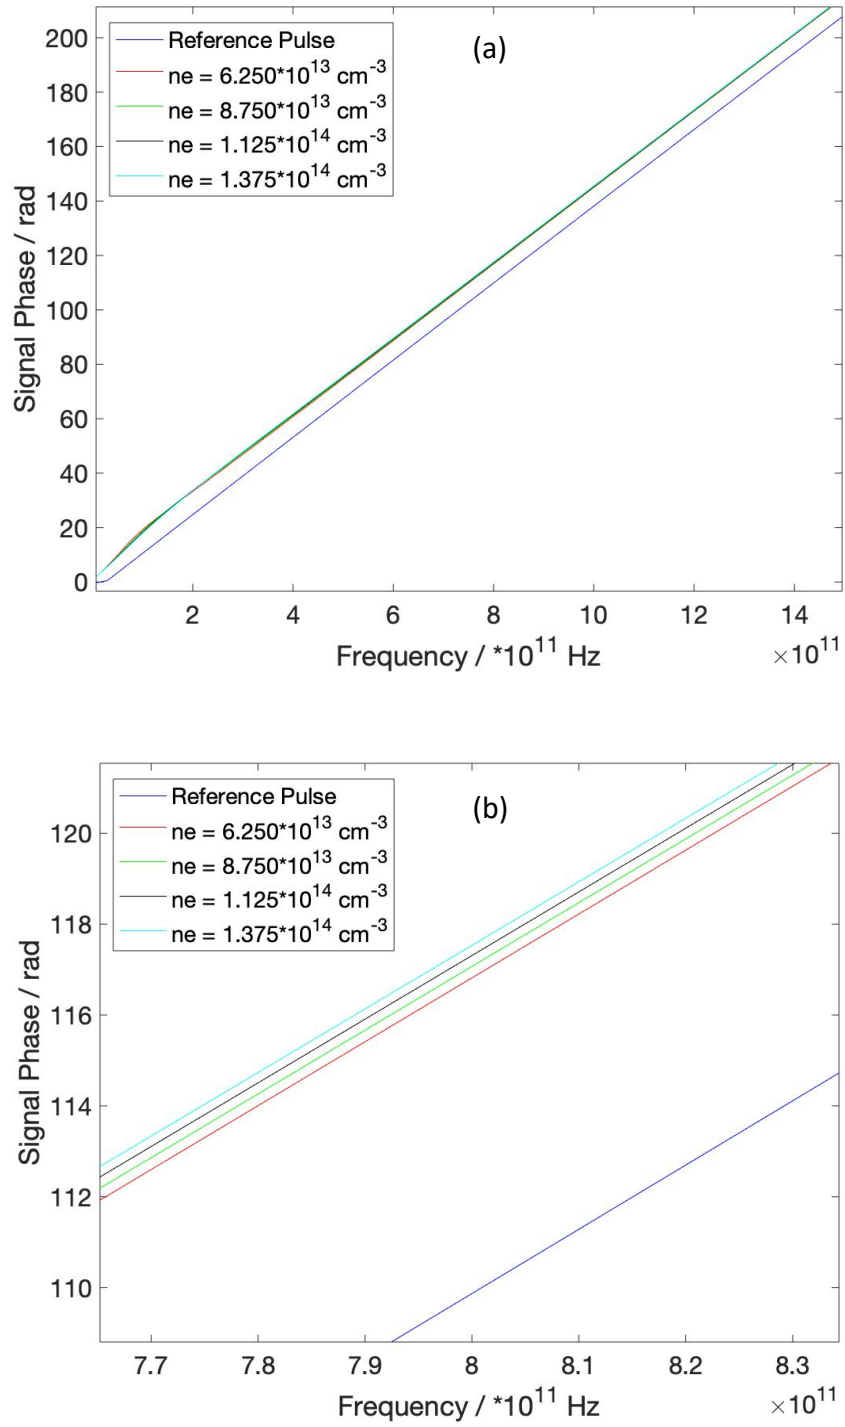 (a)
Reference Pulse
ne = 6.250*10^13 cm^-3
ne = 8.750*10^13 cm^-3
ne = 1.125*10^14 cm^-3
ne = 1.375*10^14 cm^-3
Signal Phase / rad
200
180
160
140
120
100
80
60
40
20
0
2 4 6 8 10 12 14
Frequency / *10^11 Hz
×10^11
(b)
Reference Pulse
ne = 6.250*10^13 cm^-3
ne = 8.750*10^13 cm^-3
ne = 1.125*10^14 cm^-3
ne = 1.375*10^14 cm^-3
Signal Phase / rad
120
118
116
114
112
110
7.7 7.8 7.9 8 8.1 8.2 8.3
Frequency / *10^11 Hz
×10^11